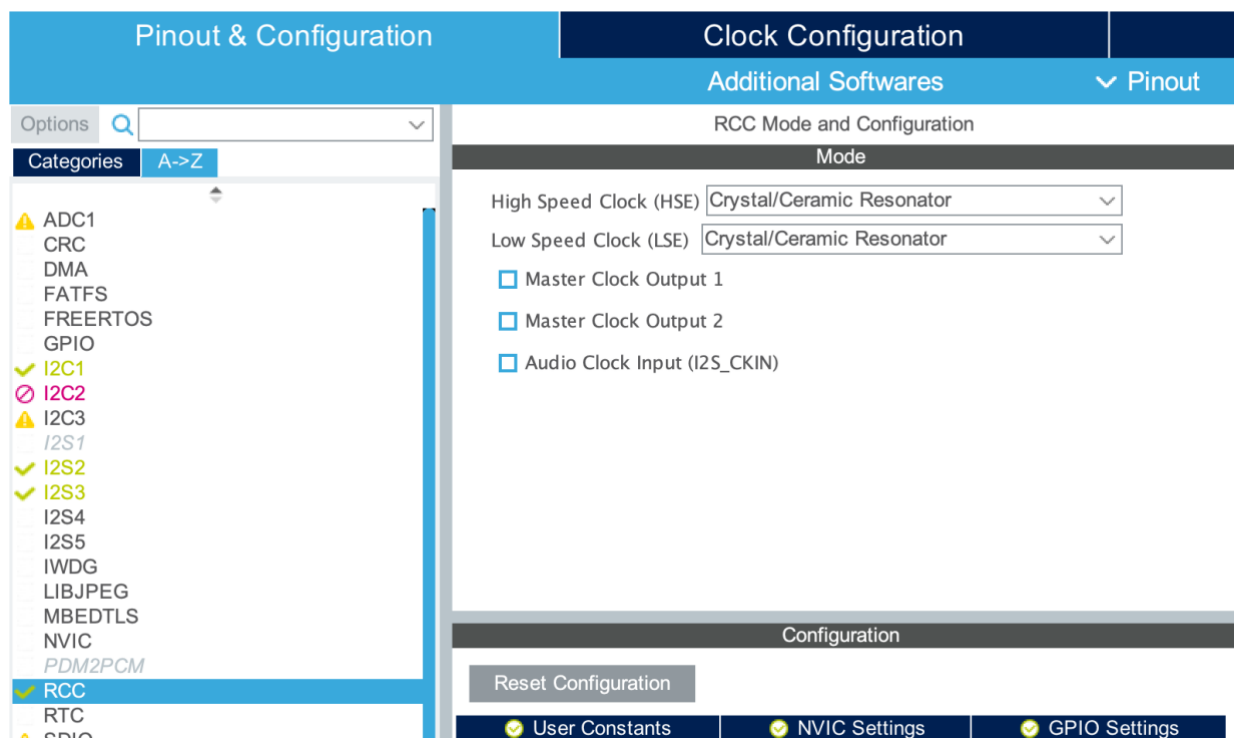 Pinout & Configuration
Clock Configuration
Additional Softwares
Pinout
Options
Categories
A->Z
ADC1
CRC
DMA
FATFS
FREERTOS
GPIO
I2C1
I2C2
I2C3
I2S1
I2S2
I2S3
I2S4
I2S5
IWDG
LIBJPEG
MBEDTLS
NVIC
PDM2PCM
RCC
RTC
SDIO
RCC Mode and Configuration
Mode
High Speed Clock (HSE) Crystal/Ceramic Resonator
Low Speed Clock (LSE) Crystal/Ceramic Resonator
Master Clock Output 1
Master Clock Output 2
Audio Clock Input (I2S_CKIN)
Configuration
Reset Configuration
User Constants
NVIC Settings
GPIO Settings